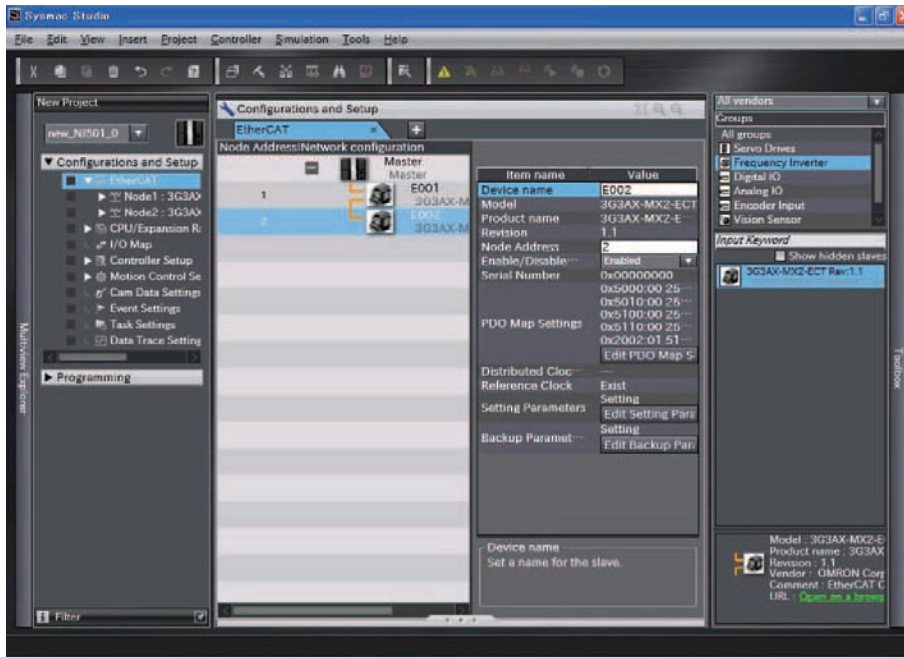 Sysmac Studio
File Edit View Insert Project Controller Simulation Tools Help
New Project
new_NJ501_0
Configurations and Setup
EtherCAT
Node1 : 3G3AX
Node2 : 3G3AX
CPU/Expansion R
I/O Map
Controller Setup
Motion Control Se
Cam Data Settings
Event Settings
Task Settings
Data Trace Setting
Programming
Filter
Multiview Explorer
Configurations and Setup
EtherCAT
Node Address|Network configuration
Master
Master
1
E001
3G3AX-M
2
E002
3G3AX-M
Item name Value
Device name E002
Model 3G3AX-MX2-ECT
Product name 3G3AX-MX2-E
Revision 1.1
Node Address 2
Enable/Disable··· Enabled
Serial Number 0x00000000
PDO Map Settings
0x5000:00 25···
0x5010:00 25···
0x5100:00 26···
0x5110:00 26···
0x2002:01 51···
Edit PDO Map S
Distributed Cloc··· ----
Reference Clock Exist
Setting Parameters
Setting
Edit Setting Para
Backup Paramet···
Setting
Edit Backup Par
Device name
Set a name for the slave.
All vendors
Groups
All groups
Servo Drives
Frequency Inverter
Digital IO
Analog IO
Encoder Input
Vision Sensor
Input Keyword
Show hidden slaves
3G3AX-MX2-ECT Rev:1.1
Model : 3G3AX-MX2-E
Product name : 3G3AX
Revision : 1.1
Vendor : OMRON Corp
Comment : EtherCAT C
URL : Open on a brows
Toolbox